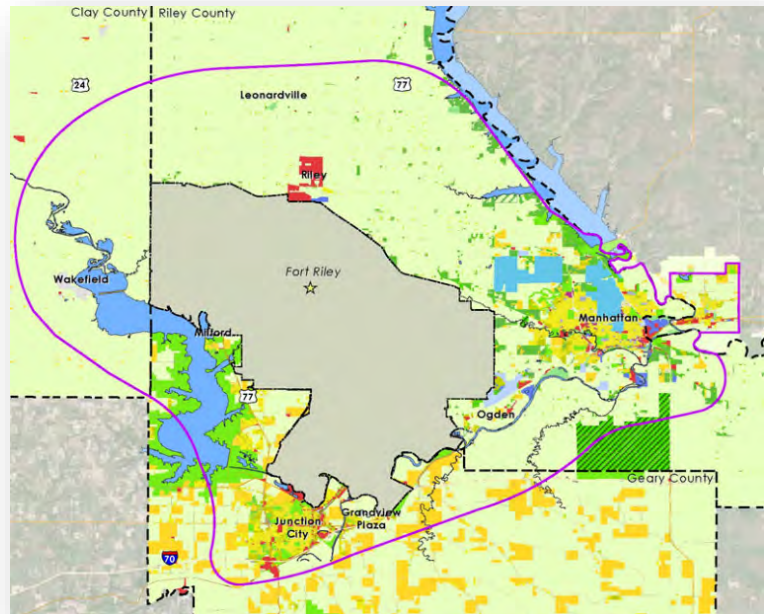 Clay County
Riley County
24
77
Leonardville
Riley
Fort Riley
Wakefield
Milford
Manhattan
77
Ogden
Geary County
Grandview
Plaza
Junction
City
70